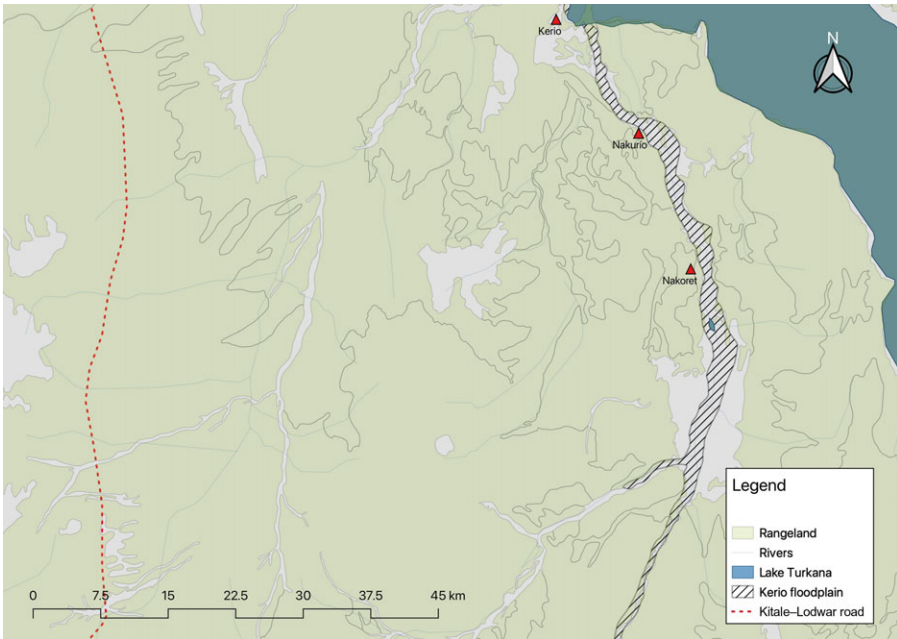 Kerio
N
Nakurio
Nakoret
Legend
Rangeland
Rivers
Lake Turkana
Kerio floodplain
Kitale–Lodwar road
0 7.5 15 22.5 30 37.5 45 km